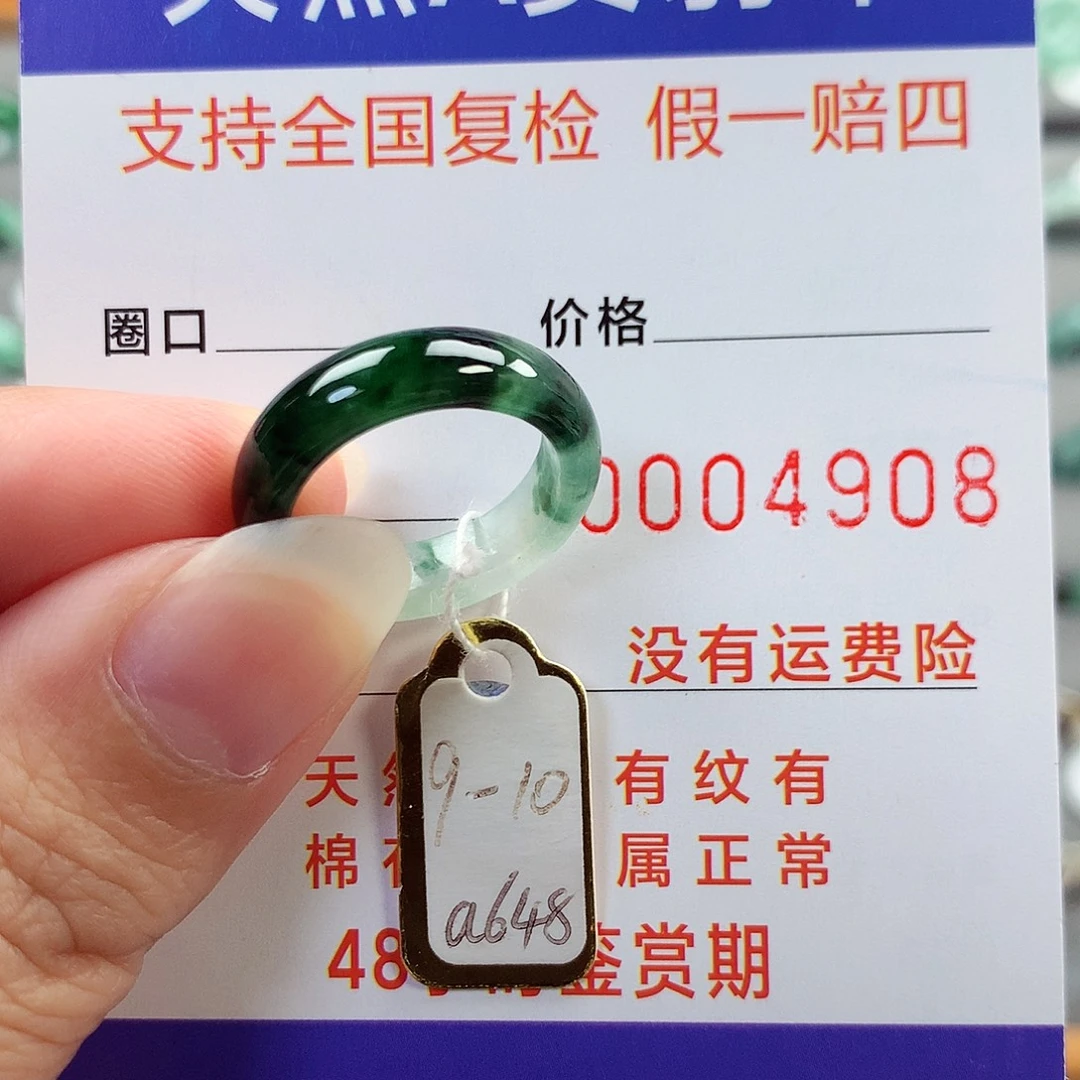 支持全国复检 假一赔四
圈口 价格
0004908
没有运费险
天 有纹有
棉 属正常
48 鉴赏期
9-10
a648